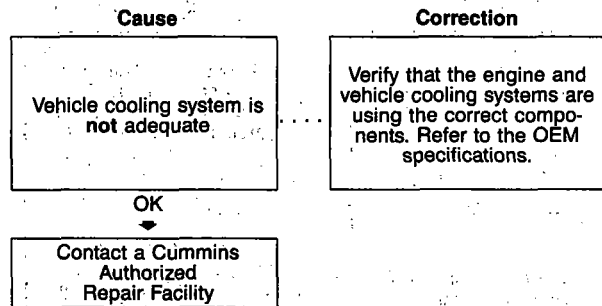 Cause
Correction
Vehicle cooling system is
not adequate
Verify that the engine and
vehicle cooling systems are
using the correct compo-
nents. Refer to the OEM
specifications.
OK
Contact a Cummins
Authorized
Repair Facility